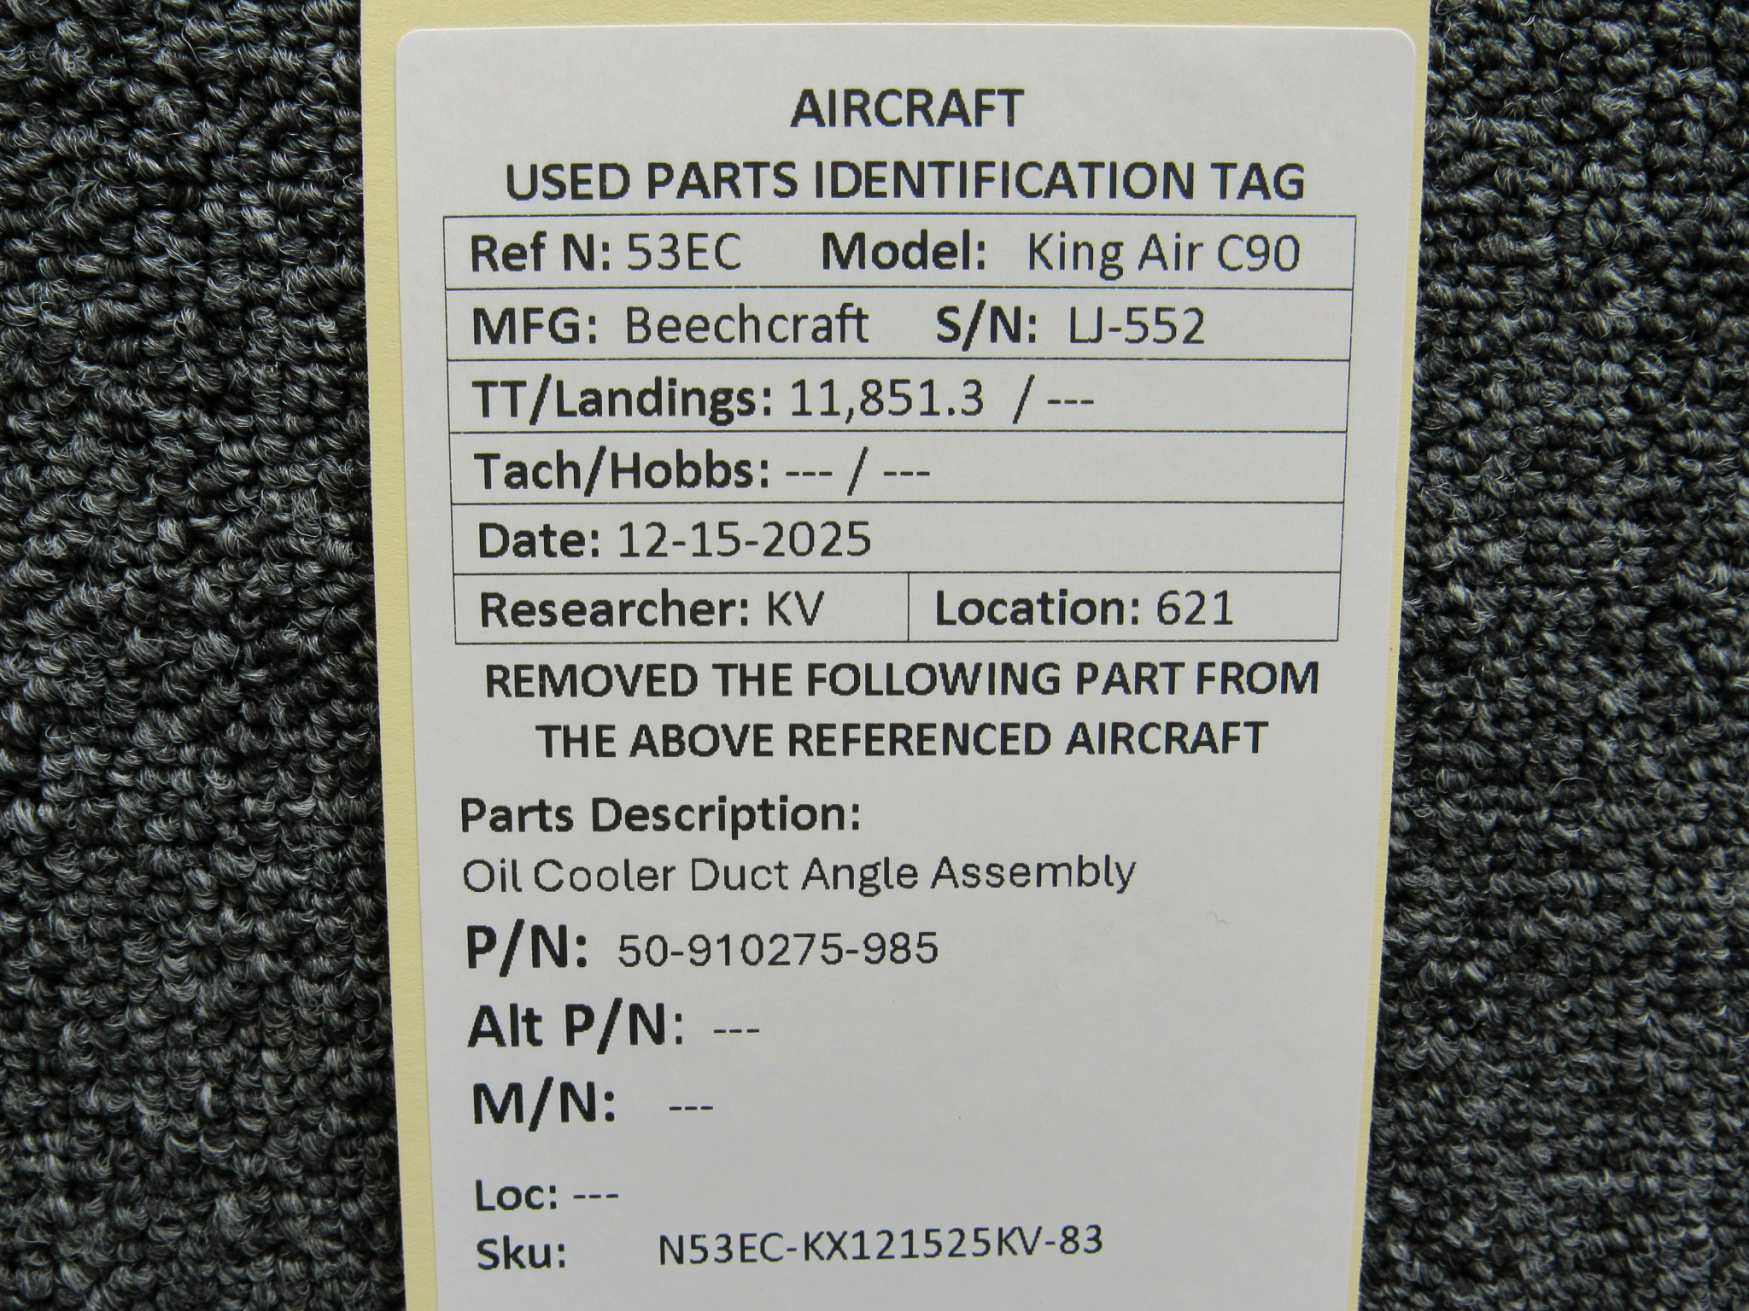 AIRCRAFT
USED PARTS IDENTIFICATION TAG
Ref N: 53EC Model: King Air C90
MFG: Beechcraft S/N: LJ-552
TT/Landings: 11,851.3 / ---
Tach/Hobbs: --- / ---
Date: 12-15-2025
Researcher: KV Location: 621
REMOVED THE FOLLOWING PART FROM
THE ABOVE REFERENCED AIRCRAFT
Parts Description:
Oil Cooler Duct Angle Assembly
P/N: 50-910275-985
Alt P/N: ---
M/N: ---
Loc: ---
Sku: N53EC-KX121525KV-83